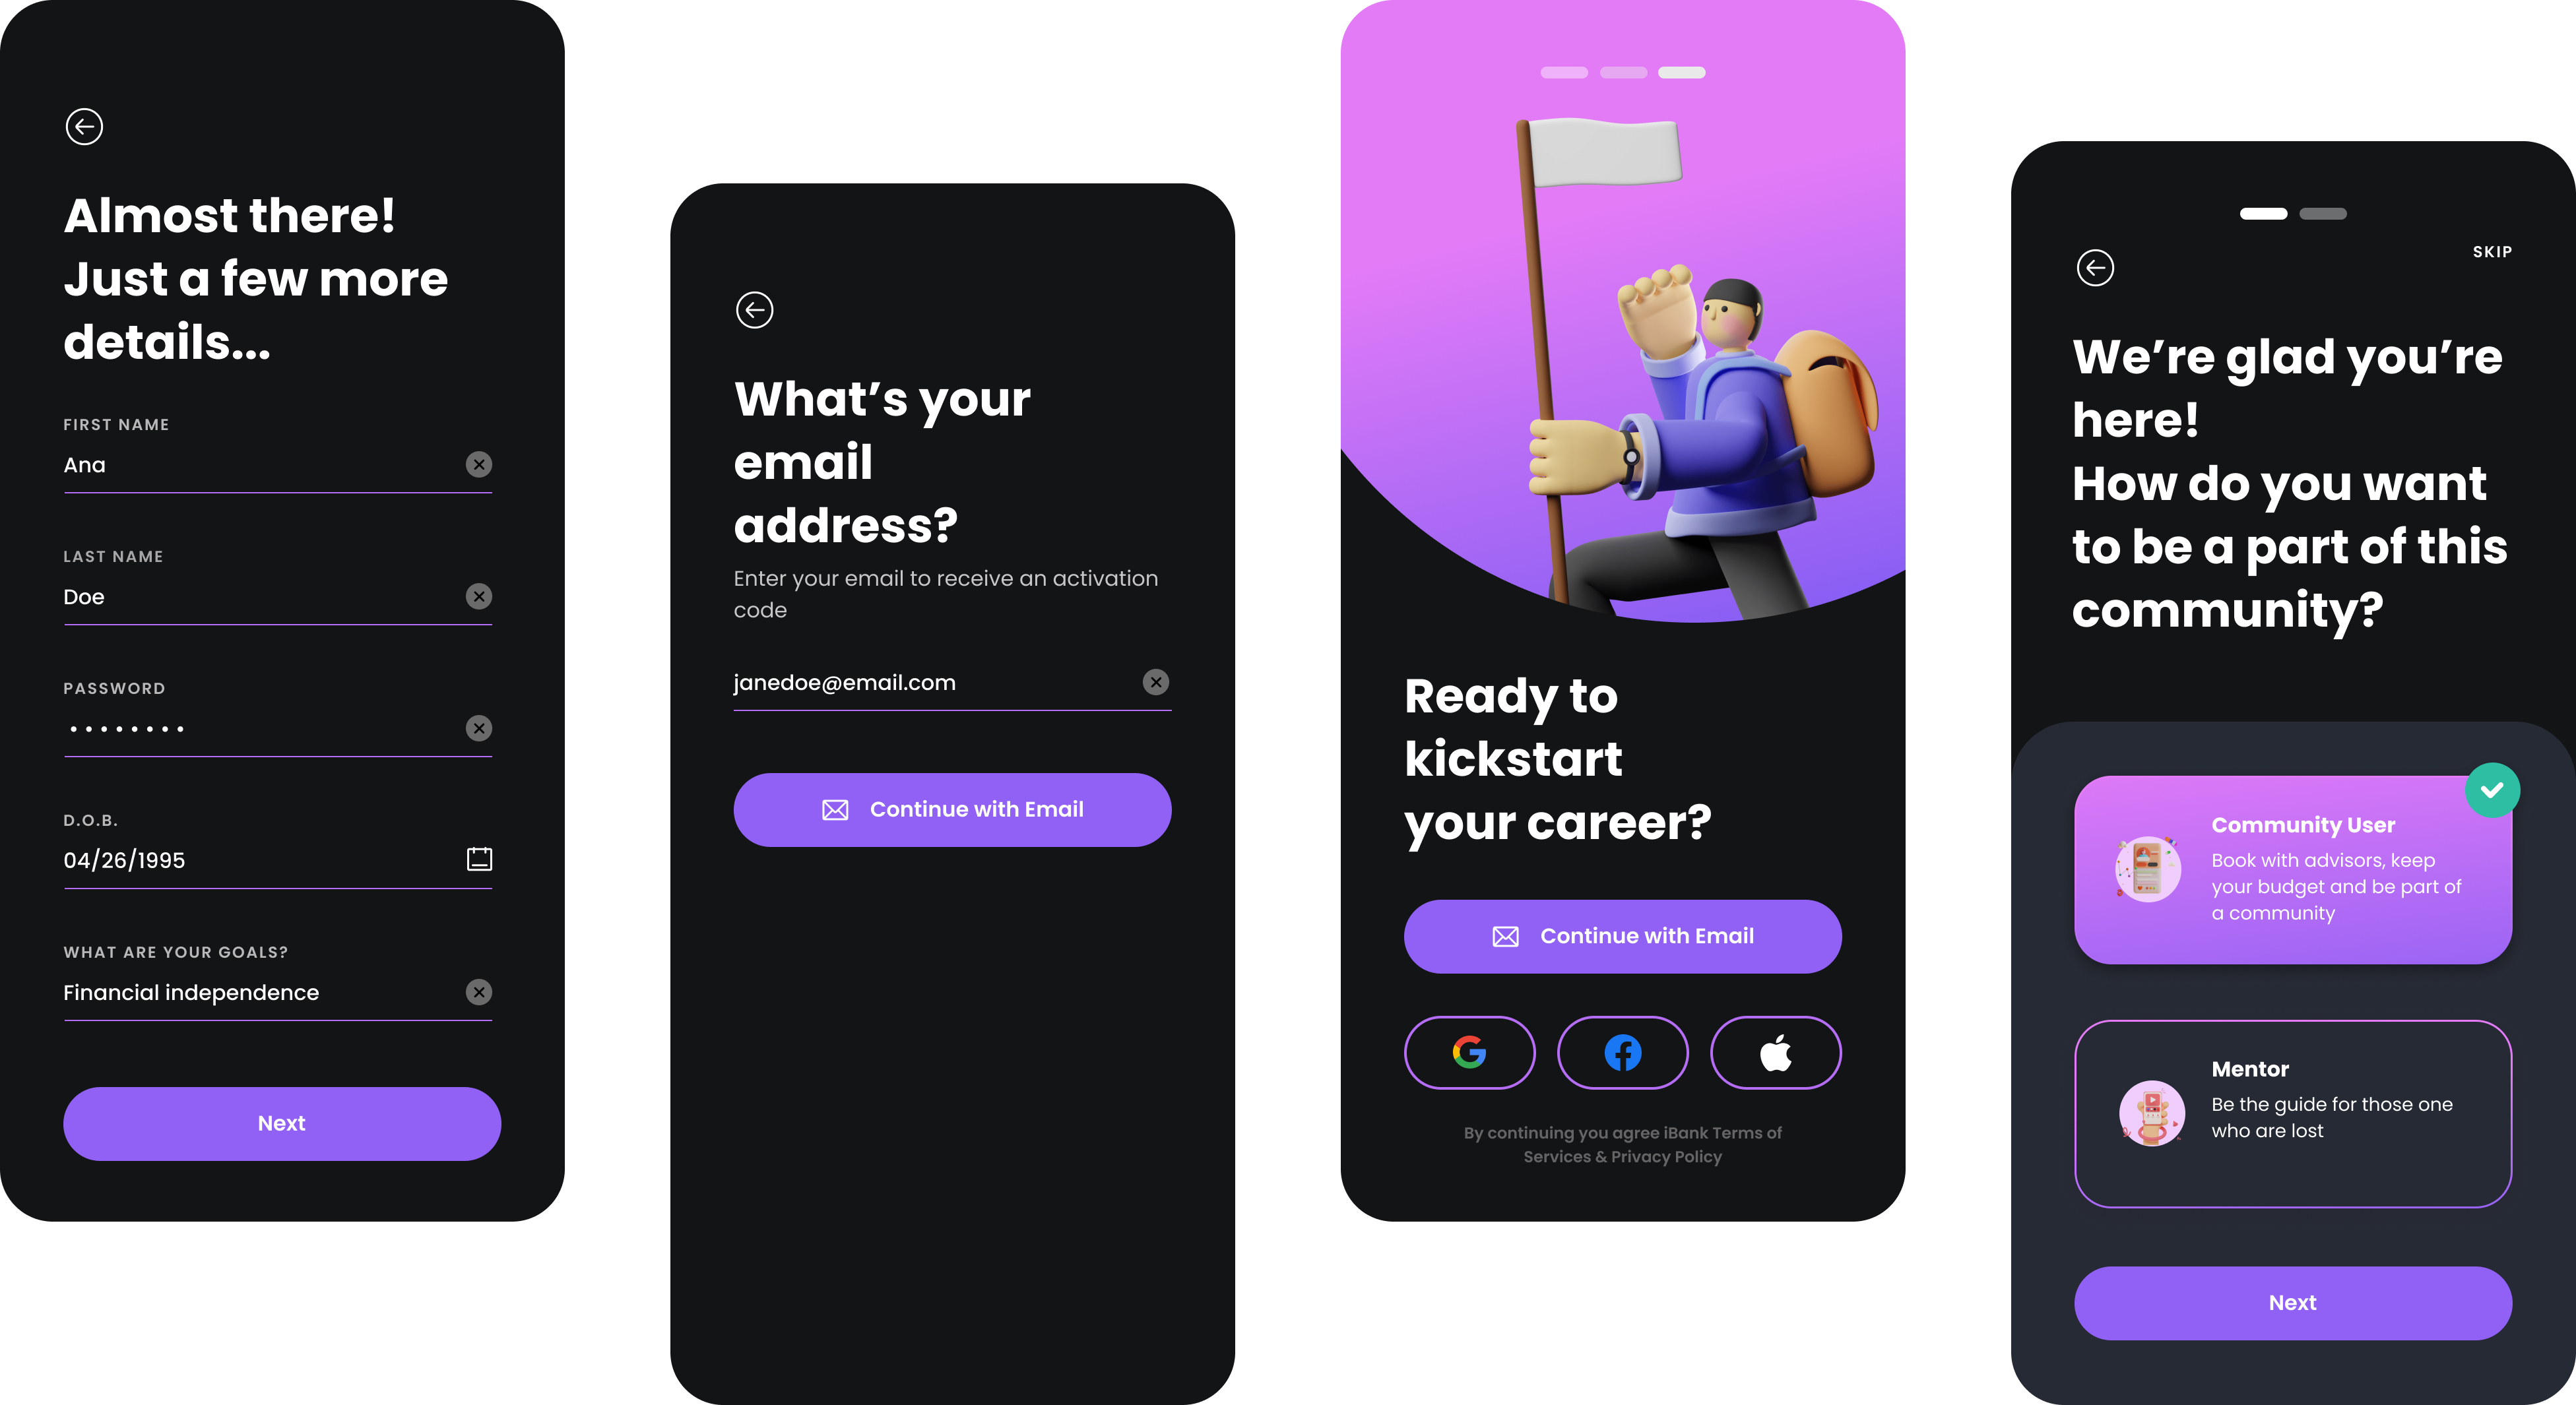 Almost there!
Just a few more
details...
FIRST NAME
Ana
LAST NAME
Doe
PASSWORD
••••••••
D.O.B.
04/26/1995
WHAT ARE YOUR GOALS?
Financial independence
Next
What’s your
email
address?
Enter your email to receive an activation
code
janedoe@email.com
Continue with Email
Ready to
kickstart
your career?
Continue with Email
By continuing you agree iBank Terms of
Services & Privacy Policy
SKIP
We’re glad you’re
here!
How do you want
to be a part of this
community?
Community User
Book with advisors, keep
your budget and be part of
a community
Mentor
Be the guide for those one
who are lost
Next